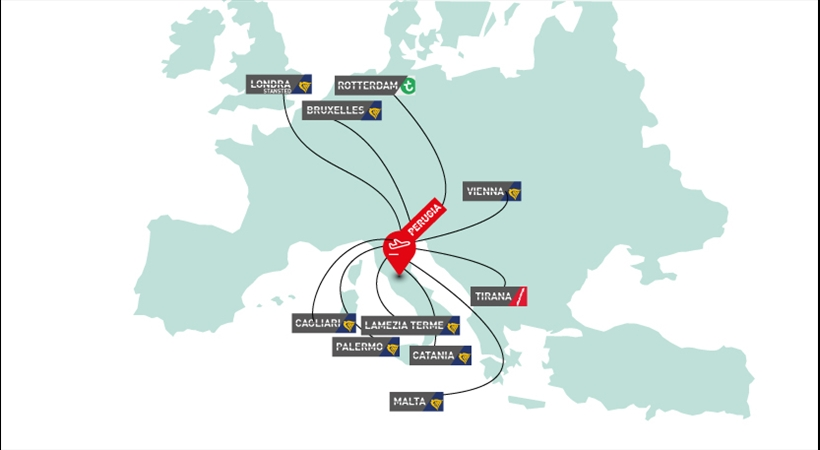 LONDRA
STANSTED
ROTTERDAM
BRUXELLES
VIENNA
PERUGIA
TIRANA
CAGLIARI
LAMEZIA TERME
PALERMO
CATANIA
MALTA